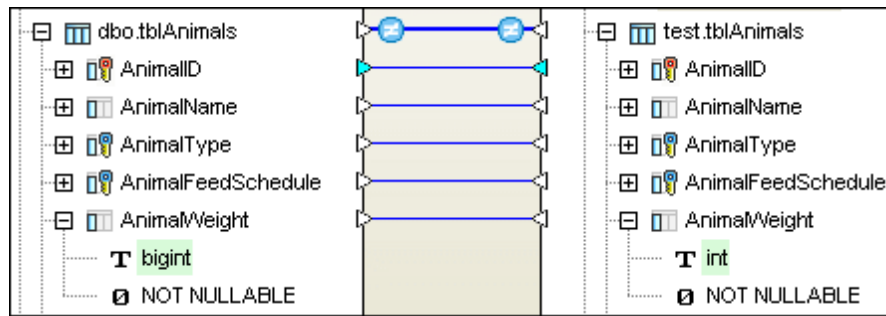 dbo.tblAnimals
AnimalID
AnimalName
AnimalType
AnimalFeedSchedule
AnimalWeight
T bigint
NOT NULLABLE
test.tblAnimals
AnimalID
AnimalName
AnimalType
AnimalFeedSchedule
AnimalWeight
T int
NOT NULLABLE